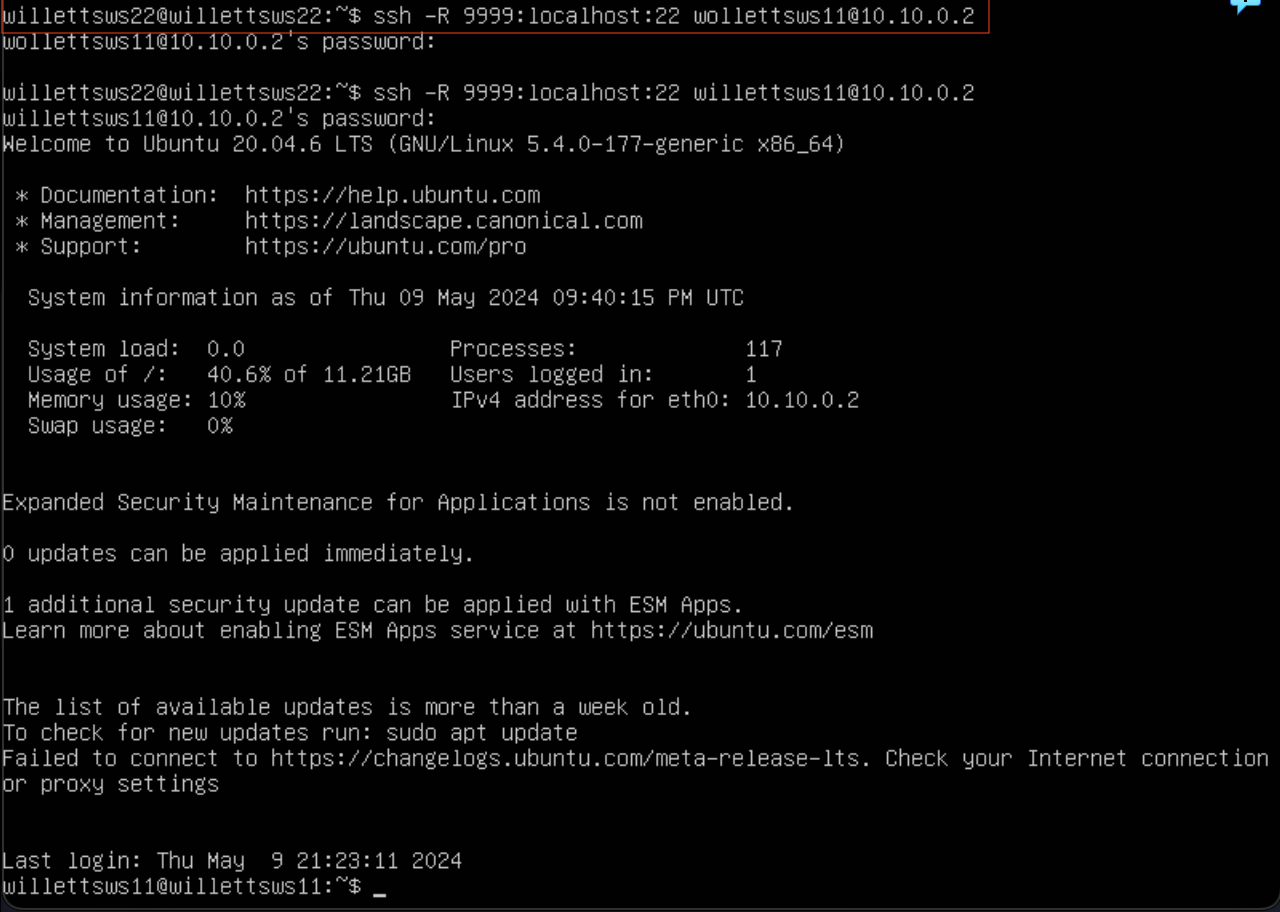 willettsws22@willettsws22:~$ ssh -R 9999:localhost:22 wollettsws11@10.10.0.2
wollettsws11@10.10.0.2's password:
willettsws22@willettsws22:~$ ssh -R 9999:localhost:22 willettsws11@10.10.0.2
willettsws11@10.10.0.2's password:
Welcome to Ubuntu 20.04.6 LTS (GNU/Linux 5.4.0-177-generic x86_64)
* Documentation:  https://help.ubuntu.com
* Management:     https://landscape.canonical.com
* Support:        https://ubuntu.com/pro
System information as of Thu 09 May 2024 09:40:15 PM UTC
System load:  0.0                Processes:             117
Usage of /:   40.6% of 11.21GB   Users logged in:       1
Memory usage: 10%                IPv4 address for eth0: 10.10.0.2
Swap usage:   0%
Expanded Security Maintenance for Applications is not enabled.
0 updates can be applied immediately.
1 additional security update can be applied with ESM Apps.
Learn more about enabling ESM Apps service at https://ubuntu.com/esm
The list of available updates is more than a week old.
To check for new updates run: sudo apt update
Failed to connect to https://changelogs.ubuntu.com/meta-release-lts. Check your Internet connection
or proxy settings
Last login: Thu May  9 21:23:11 2024
willettsws11@willettsws11:~$ _